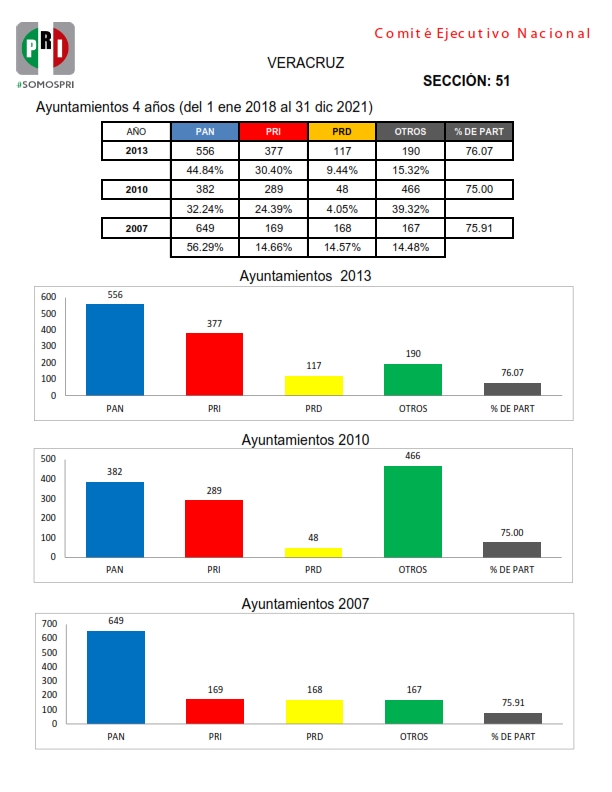 PRI
#SOMOSPRI
Comité Ejecutivo Nacional
VERACRUZ
SECCIÓN: 51
Ayuntamientos 4 años (del 1 ene 2018 al 31 dic 2021)
AÑO PAN PRI PRD OTROS % DE PART
2013 556 377 117 190 76.07
44.84% 30.40% 9.44% 15.32%
2010 382 289 48 466 75.00
32.24% 24.39% 4.05% 39.32%
2007 649 169 168 167 75.91
56.29% 14.66% 14.57% 14.48%
Ayuntamientos 2013
600
500
400
300
200
100
0
556
377
117
190
76.07
PAN PRI PRD OTROS % DE PART
Ayuntamientos 2010
500
400
300
200
100
0
382
289
48
466
75.00
PAN PRI PRD OTROS % DE PART
Ayuntamientos 2007
700
600
500
400
300
200
100
0
649
169
168
167
75.91
PAN PRI PRD OTROS % DE PART